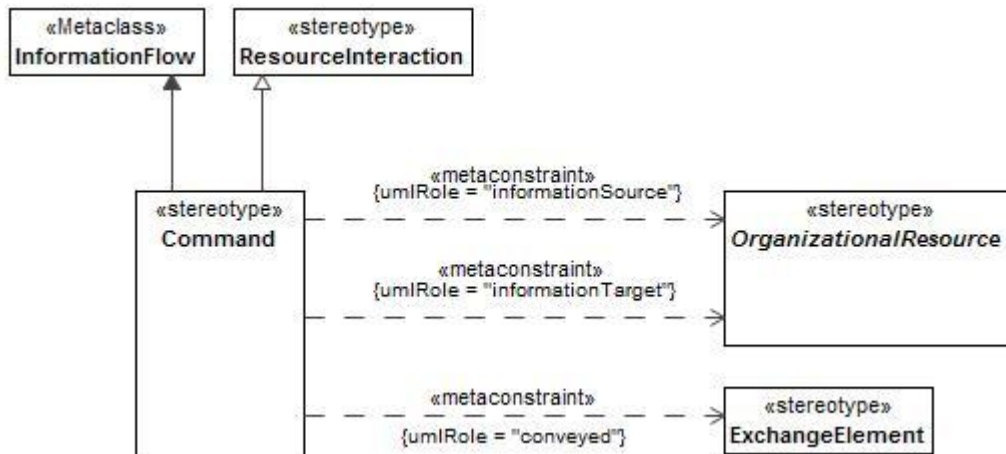 «Metaclass»
InformationFlow
«stereotype»
ResourceInteraction
«metaconstraint»
{umlRole = "informationSource"}
«stereotype»
Command
«stereotype»
OrganizationalResource
«metaconstraint»
{umlRole = "informationTarget"}
«metaconstraint»
{umlRole = "conveyed"}
«stereotype»
ExchangeElement